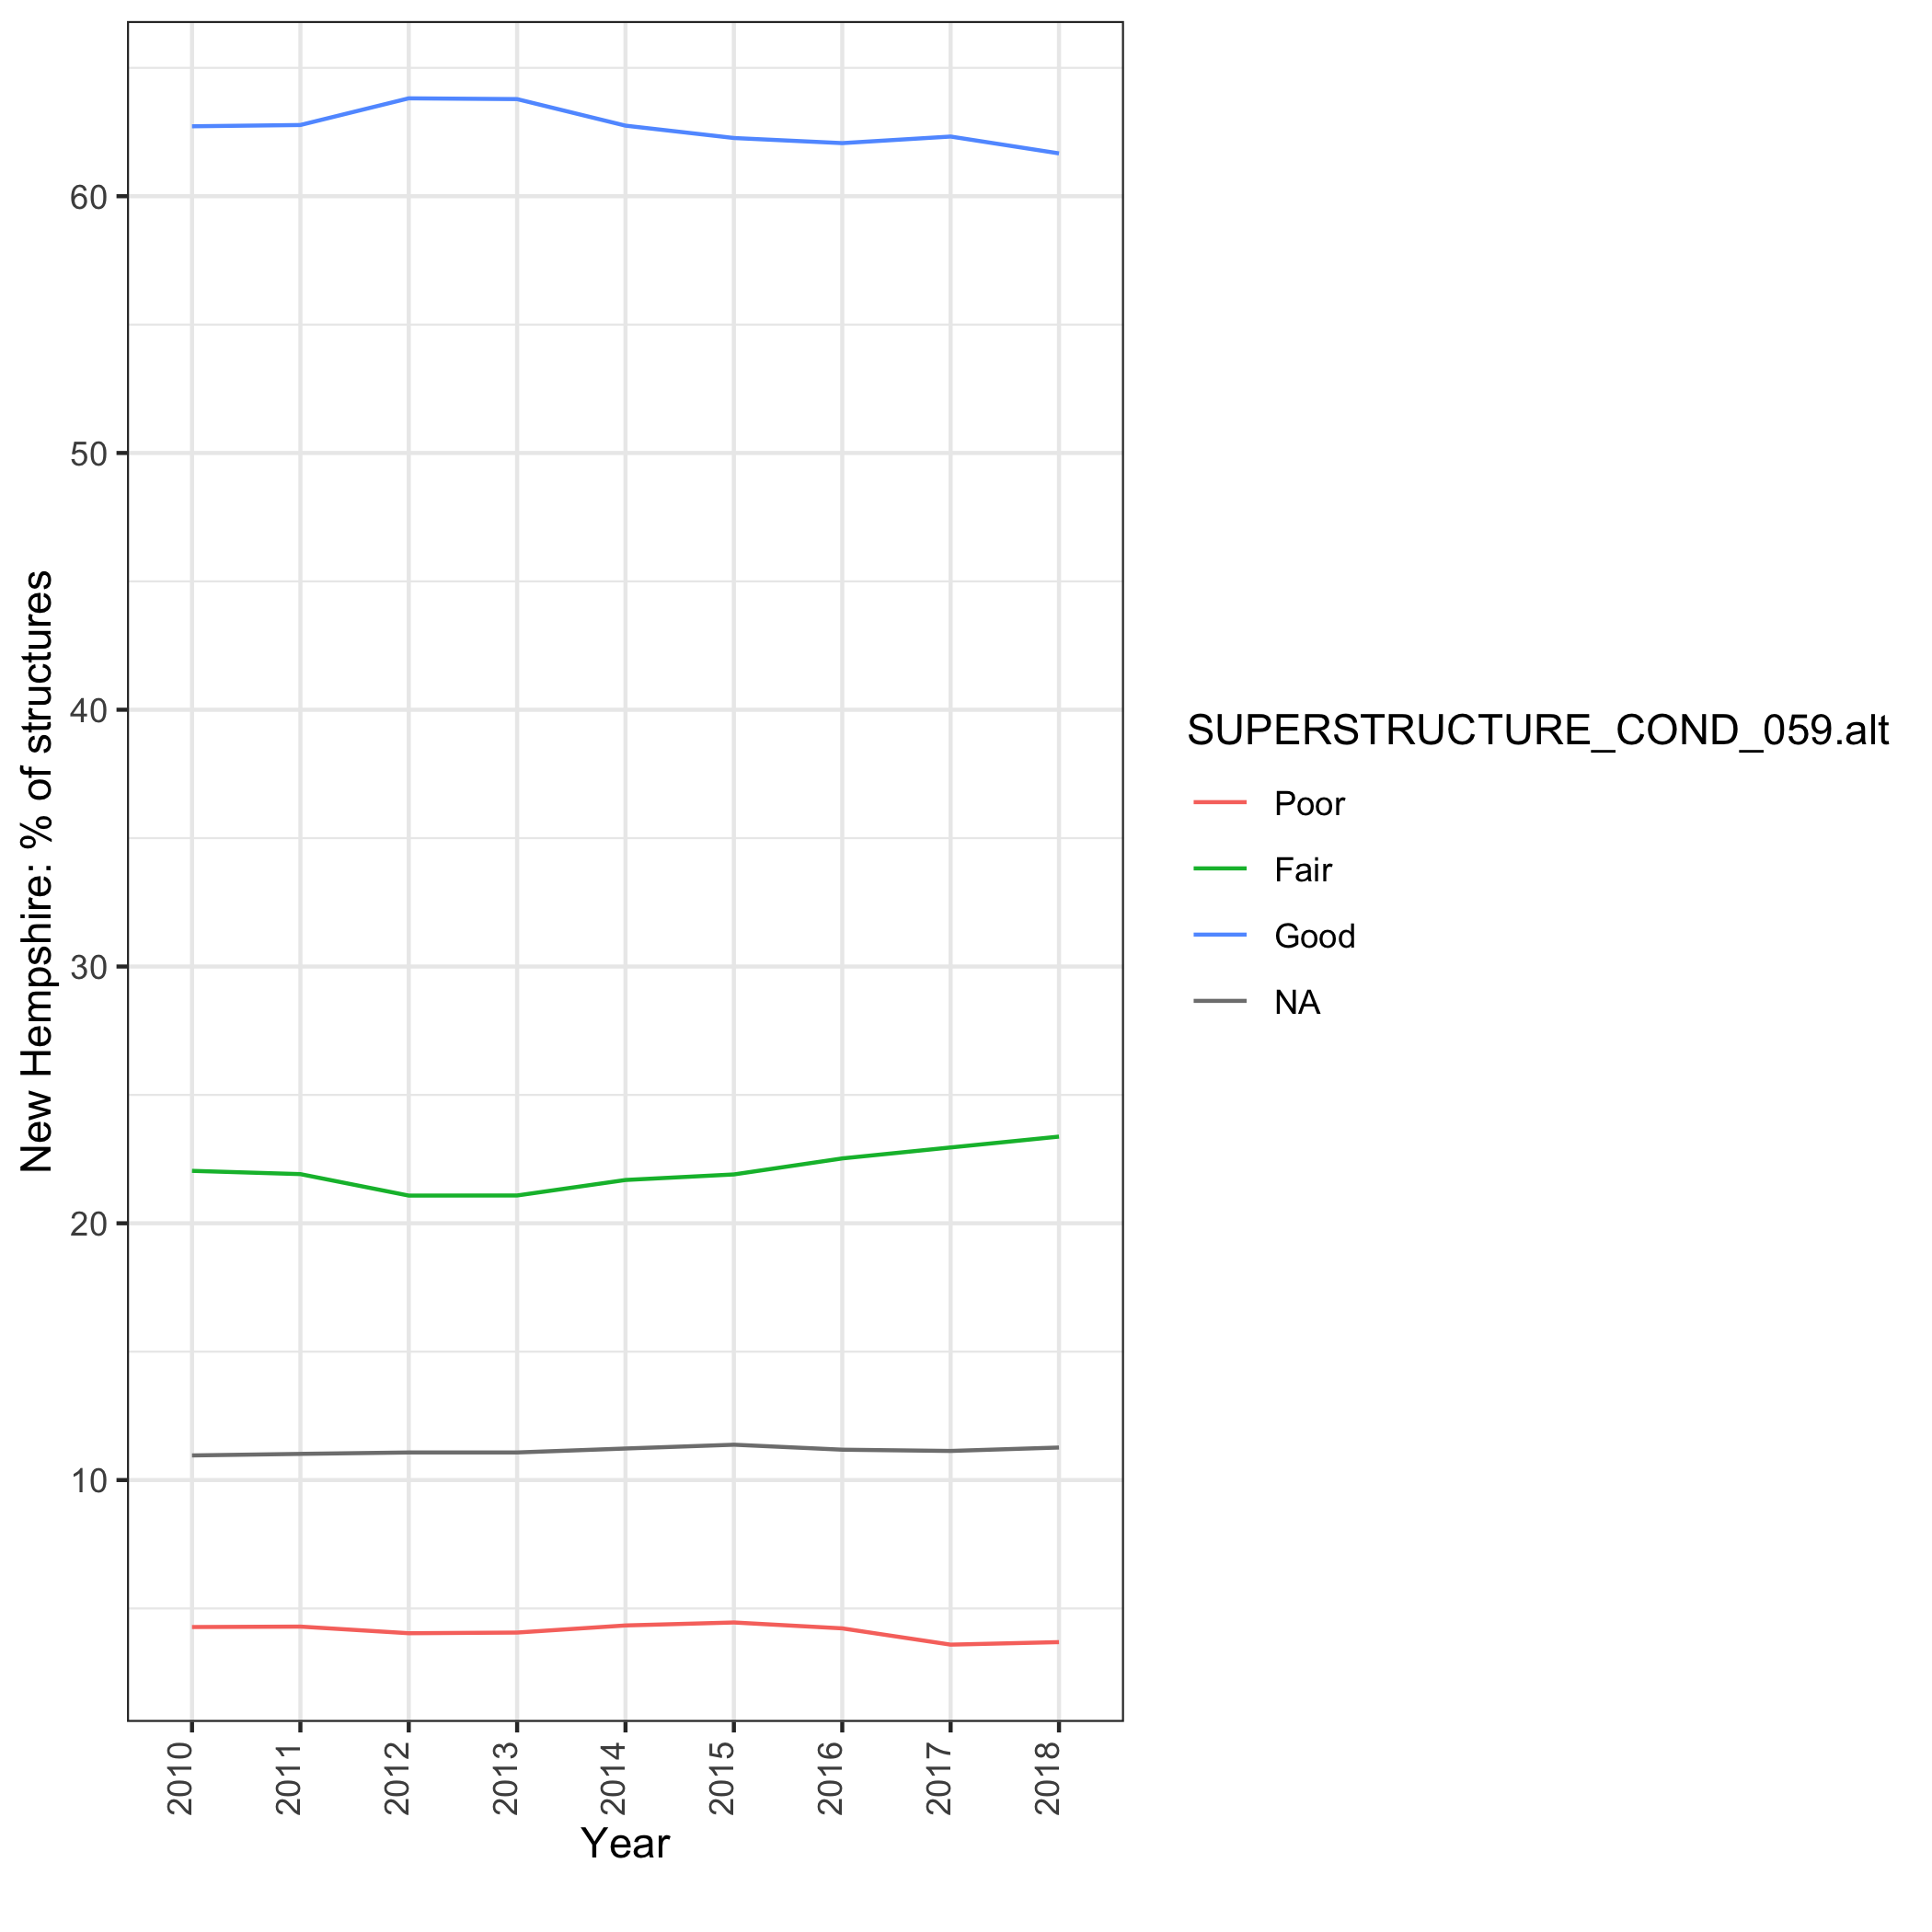 New Hempshire: % of structures
60
50
40
30
20
10
2010
2011
2012
2013
2014
2015
2016
2017
2018
Year
SUPERSTRUCTURE_COND_059.alt
Poor
Fair
Good
NA